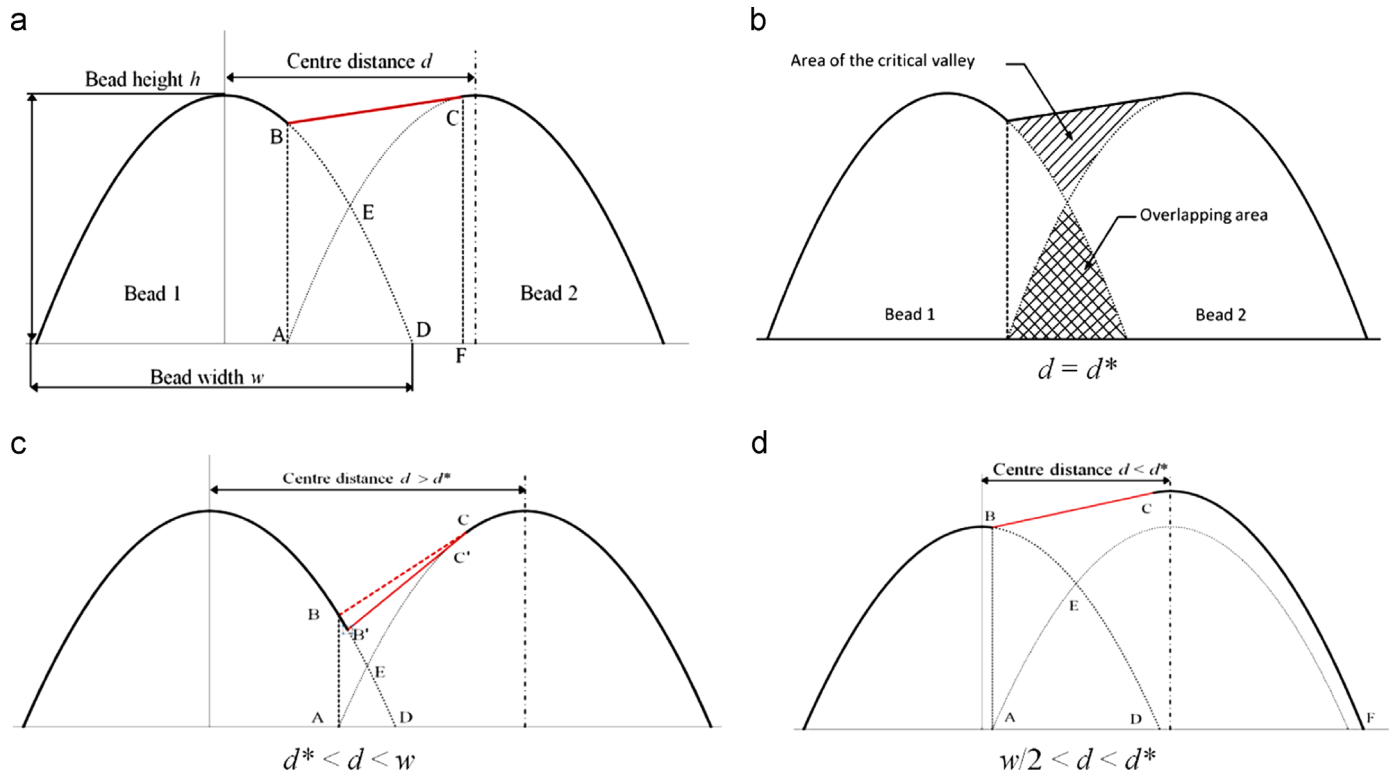 a
Bead height h
Centre distance d
B
C
E
Bead 1
Bead 2
A
D
F
Bead width w
b
Area of the critical valley
Overlapping area
Bead 1
Bead 2
d = d*
c
Centre distance d > d*
C
C'
B
B'
E
A
D
d* < d < w
d
Centre distance d < d*
B
C
E
A
D
F
w/2 < d < d*